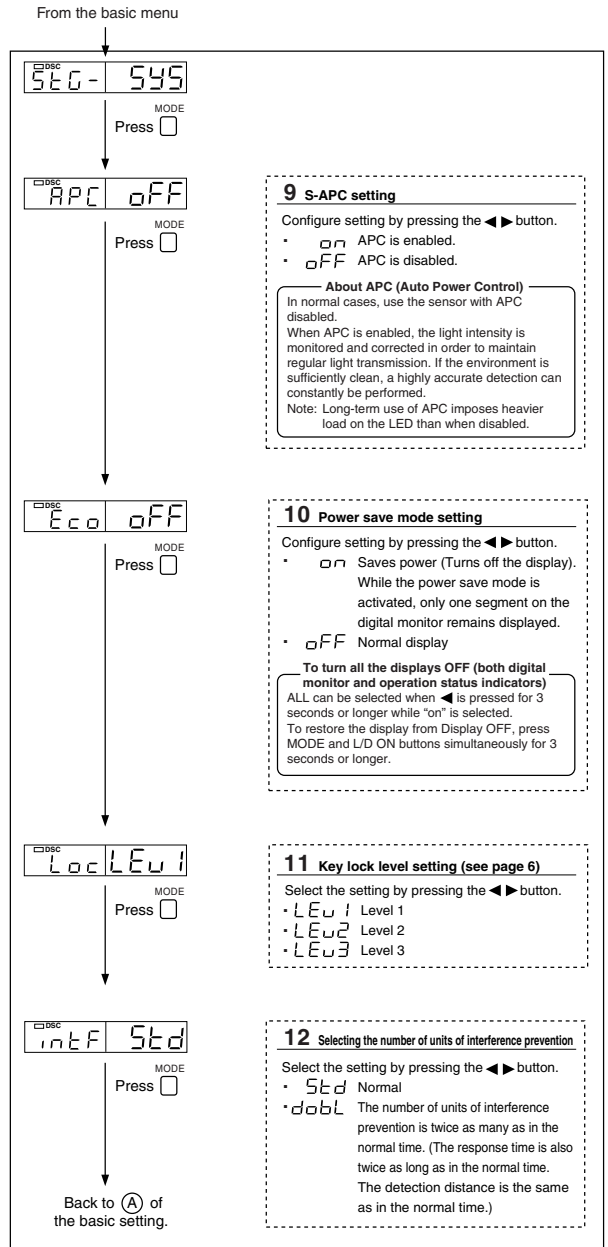 From the basic menu
DSC
StG- SYS
MODE
Press
DSC
APC oFF
MODE
Press
9 S-APC setting
Configure setting by pressing the ◀ ▶ button.
▪ on APC is enabled.
▪ oFF APC is disabled.
About APC (Auto Power Control)
In normal cases, use the sensor with APC
disabled.
When APC is enabled, the light intensity is
monitored and corrected in order to maintain
regular light transmission. If the environment is
sufficiently clean, a highly accurate detection can
constantly be performed.
Note: Long-term use of APC imposes heavier
load on the LED than when disabled.
DSC
Eco oFF
MODE
Press
10 Power save mode setting
Configure setting by pressing the ◀ ▶ button.
▪ on Saves power (Turns off the display).
While the power save mode is
activated, only one segment on the
digital monitor remains displayed.
▪ oFF Normal display
To turn all the displays OFF (both digital
monitor and operation status indicators)
ALL can be selected when ◀ is pressed for 3
seconds or longer while “on” is selected.
To restore the display from Display OFF, press
MODE and L/D ON buttons simultaneously for 3
seconds or longer.
DSC
Loc LEv1
MODE
Press
11 Key lock level setting (see page 6)
Select the setting by pressing the ◀ ▶ button.
▪ LEv1 Level 1
▪ LEv2 Level 2
▪ LEv3 Level 3
DSC
intF Std
MODE
Press
12 Selecting the number of units of interference prevention
Select the setting by pressing the ◀ ▶ button.
▪ Std Normal
▪ dobL The number of units of interference
prevention is twice as many as in the
normal time. (The response time is also
twice as long as in the normal time.
The detection distance is the same
as in the normal time.)
Back to A of
the basic setting.